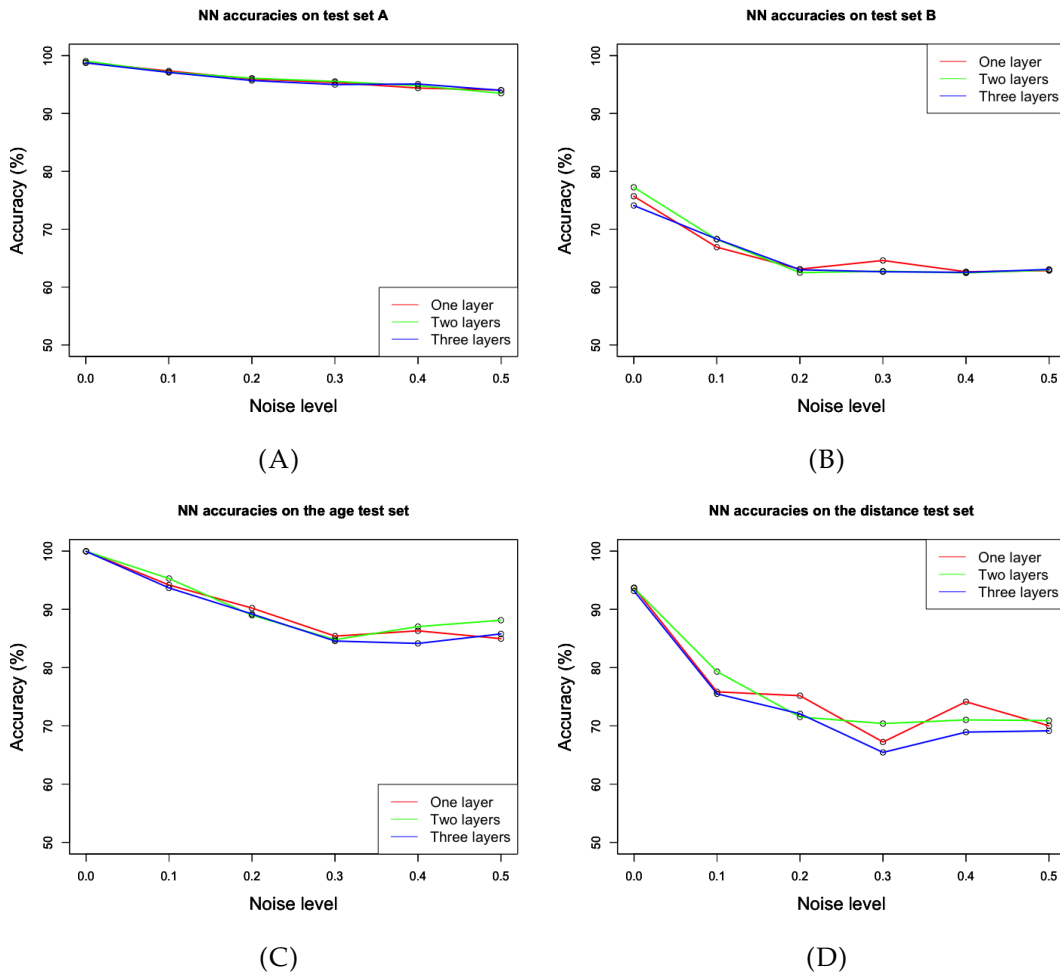 NN accuracies on test set A
Accuracy (%)
100
90
80
70
60
50
One layer
Two layers
Three layers
0.0 0.1 0.2 0.3 0.4 0.5
Noise level
(A)
NN accuracies on test set B
Accuracy (%)
100
90
80
70
60
50
One layer
Two layers
Three layers
0.0 0.1 0.2 0.3 0.4 0.5
Noise level
(B)
NN accuracies on the age test set
Accuracy (%)
100
90
80
70
60
50
One layer
Two layers
Three layers
0.0 0.1 0.2 0.3 0.4 0.5
Noise level
(C)
NN accuracies on the distance test set
Accuracy (%)
100
90
80
70
60
50
One layer
Two layers
Three layers
0.0 0.1 0.2 0.3 0.4 0.5
Noise level
(D)